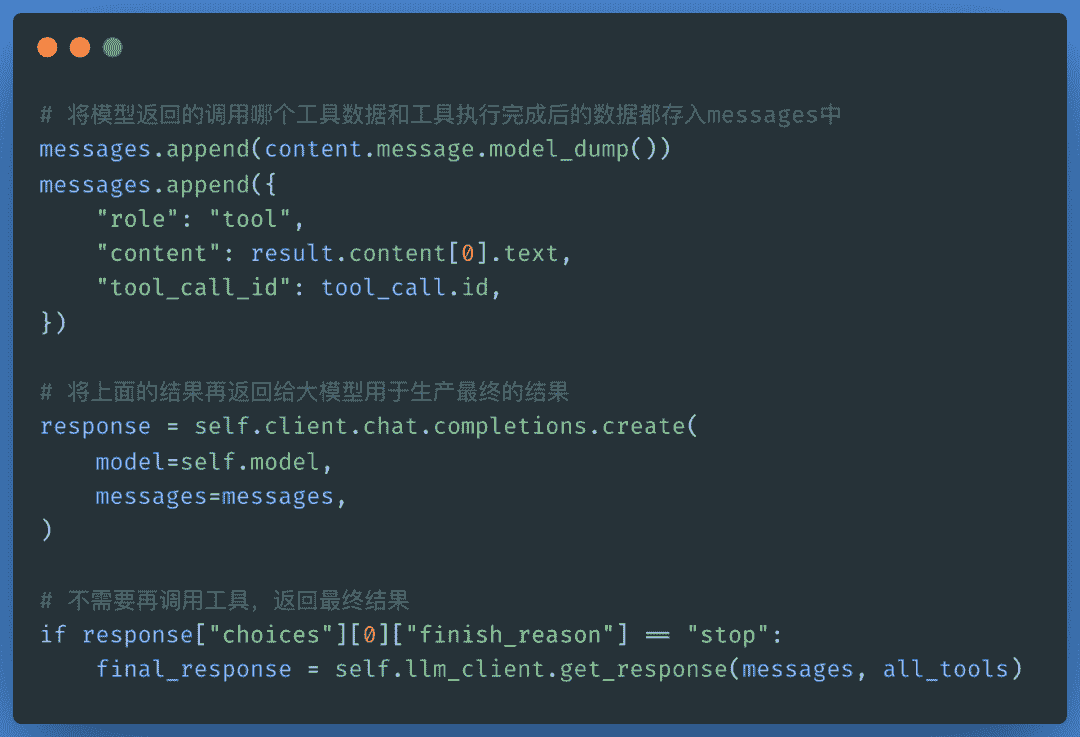 # 将模型返回的调用哪个工具数据和工具执行完成后的数据都存入messages中
messages.append(content.message.model_dump())
messages.append({
    "role": "tool",
    "content": result.content[0].text,
    "tool_call_id": tool_call.id,
})
# 将上面的结果再返回给大模型用于生产最终的结果
response = self.client.chat.completions.create(
    model=self.model,
    messages=messages,
)
# 不需要再调用工具，返回最终结果
if response["choices"][0]["finish_reason"] == "stop":
    final_response = self.llm_client.get_response(messages, all_tools)